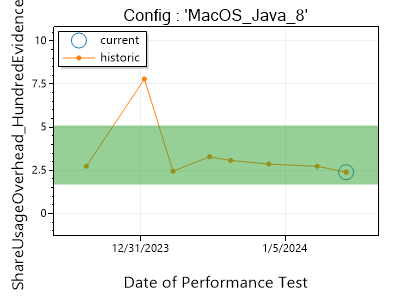 Config : 'MacOS_Java_8'
ShareUsageOverhead_HundredEvidence
current
historic
10
7.5
5
2.5
0
12/31/2023
1/5/2024
Date of Performance Test